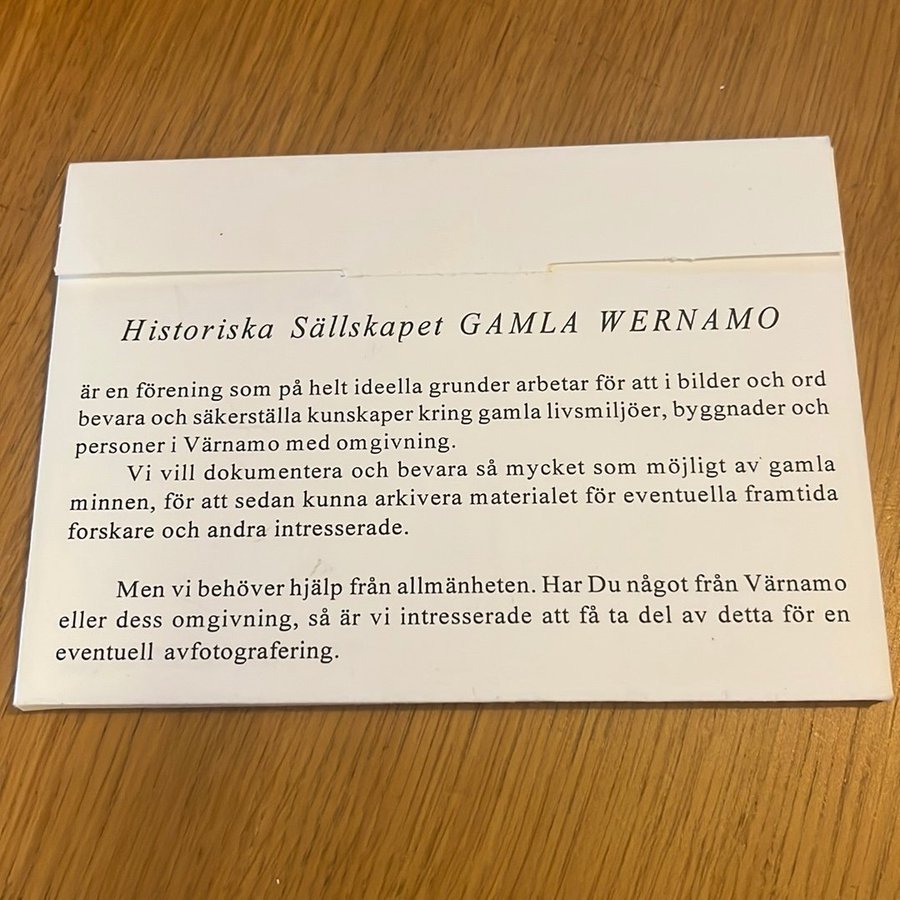 Historiska Sällskapet GAMLA WERNAMO
är en förening som på helt ideella grunder arbetar för att i bilder och ord
bevara och säkerställa kunskaper kring gamla livsmiljöer, byggnader och
personer i Värnamo med omgivning.
Vi vill dokumentera och bevara så mycket som möjligt av gamla
minnen, för att sedan kunna arkivera materialet för eventuella framtida
forskare och andra intresserade.
Men vi behöver hjälp från allmänheten. Har Du något från Värnamo
eller dess omgivning, så är vi intresserade att få ta del av detta för en
eventuell avfotografering.